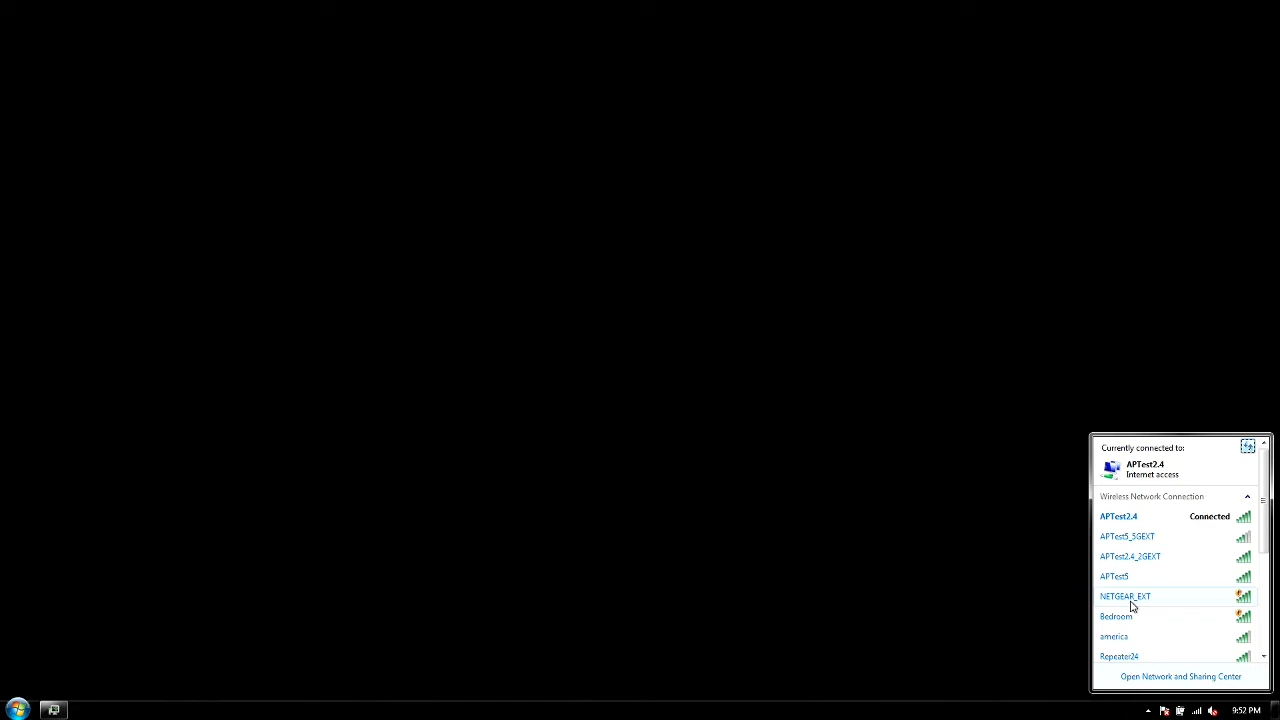 Currently connected to:
APTest2.4
Internet access
Wireless Network Connection
APTest2.4 Connected
APTest5_5GEXT
APTest2.4_2GEXT
APTest5
NETGEAR_EXT
Bedroom
america
Repeater24
Open Network and Sharing Center
9:52 PM